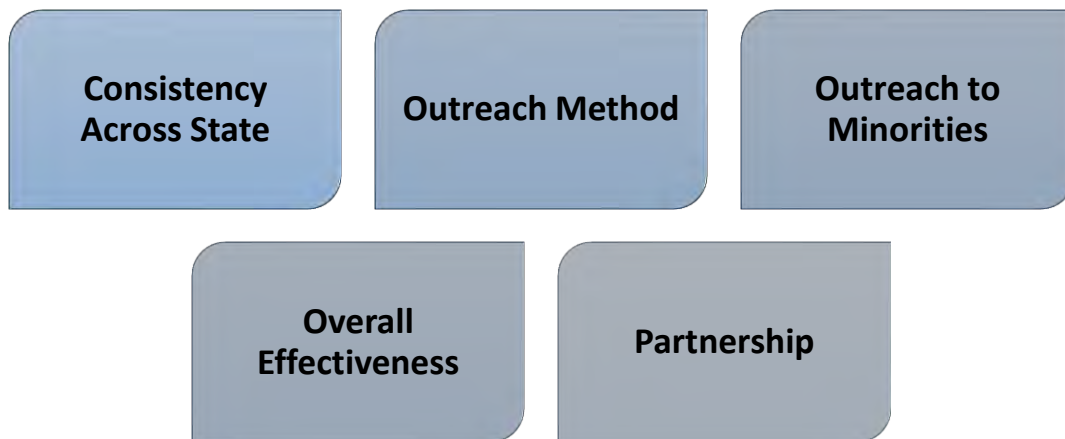 Consistency
Across State
Outreach Method
Outreach to
Minorities
Overall
Effectiveness
Partnership